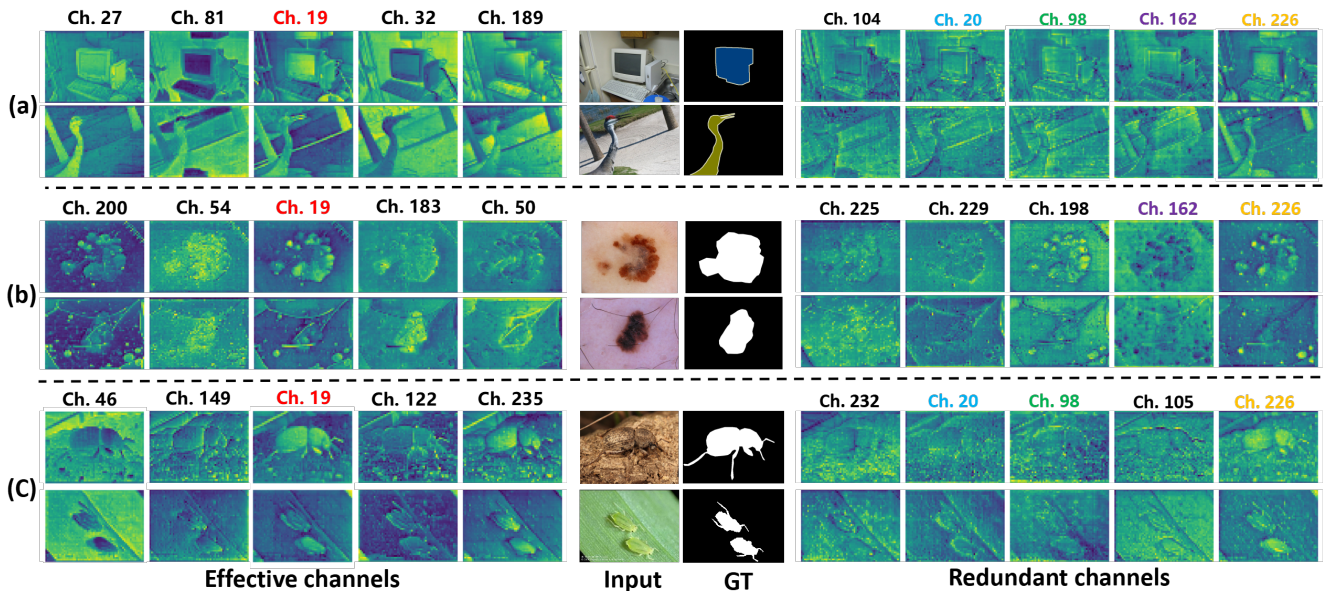 Ch. 27 Ch. 81 Ch. 19 Ch. 32 Ch. 189 Ch. 104 Ch. 20 Ch. 98 Ch. 162 Ch. 226
(a)
Ch. 200 Ch. 54 Ch. 19 Ch. 183 Ch. 50 Ch. 225 Ch. 229 Ch. 198 Ch. 162 Ch. 226
(b)
Ch. 46 Ch. 149 Ch. 19 Ch. 122 Ch. 235 Ch. 232 Ch. 20 Ch. 98 Ch. 105 Ch. 226
(C)
Effective channels Input GT Redundant channels